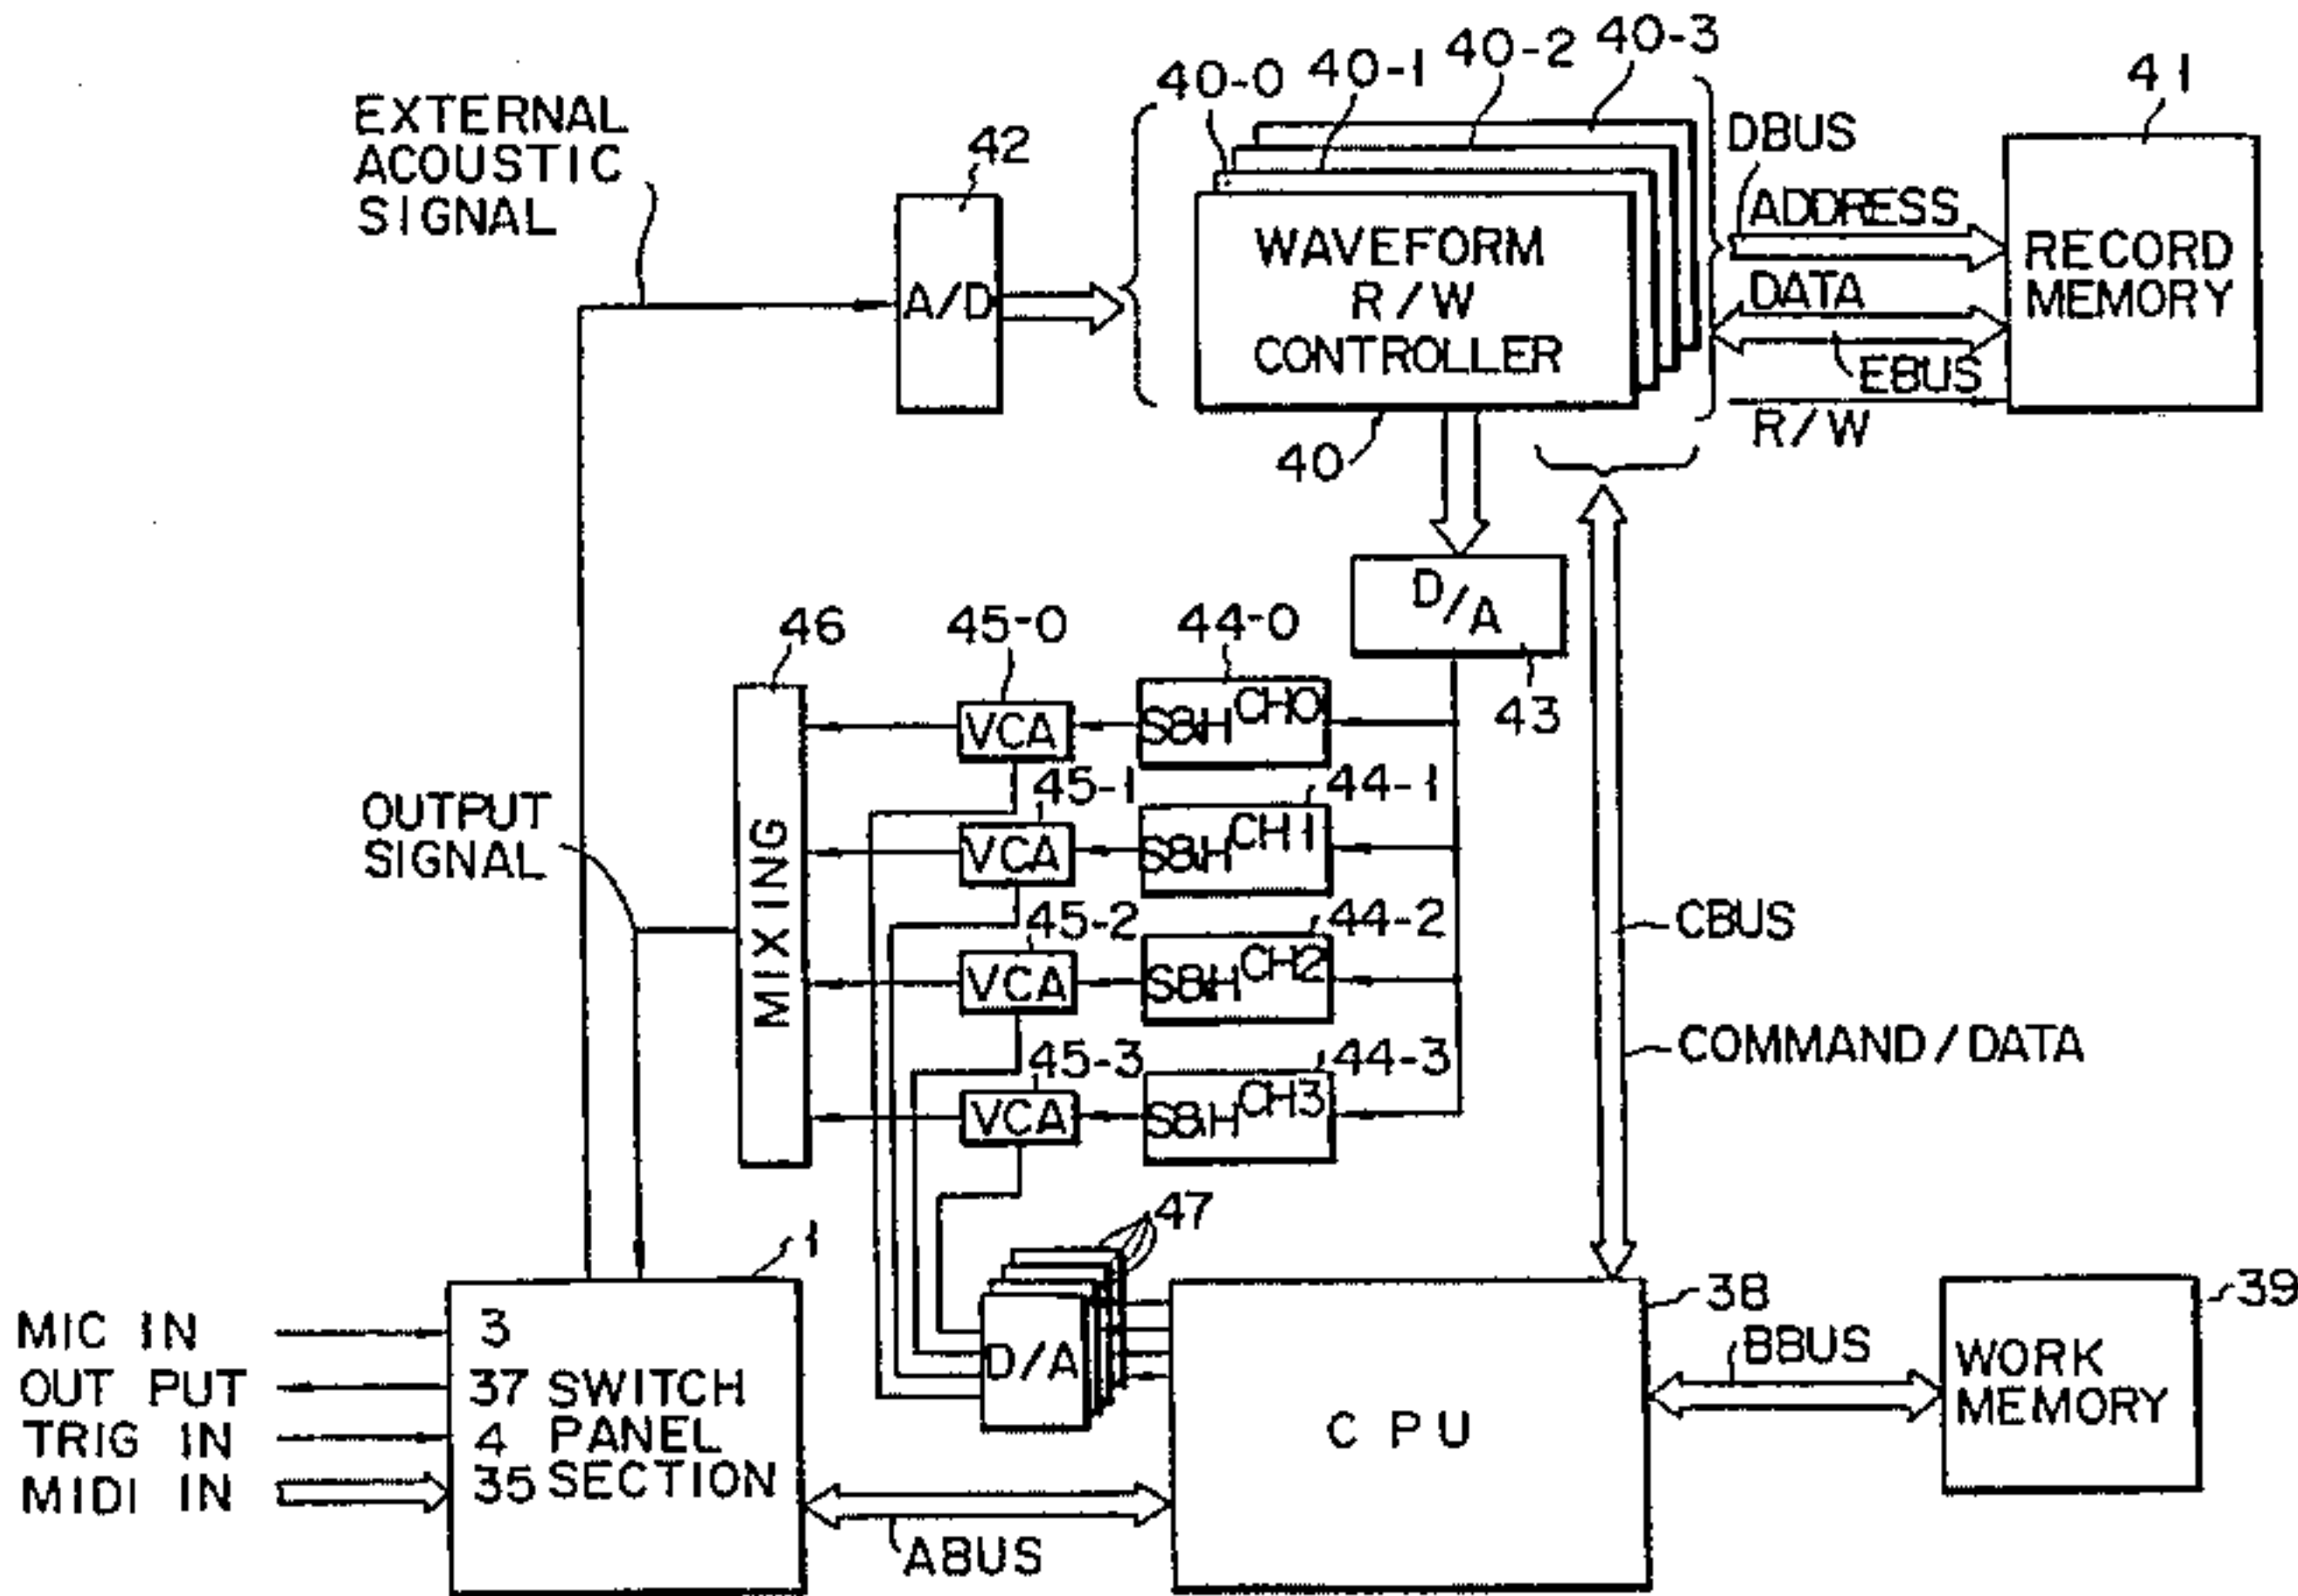 EXTERNAL
ACOUSTIC
SIGNAL
42
40-0
40-1
40-2
40-3
41
DBUS
ADDRESS
DATA
EBUS
R/W
A/D
WAVEFORM
R/W
CONTROLLER
RECORD
MEMORY
40
D/A
43
46
45-0
44-0
VCA
S&H CH0
45-1
44-1
VCA
S&H CH1
45-2
44-2
VCA
S&H CH2
45-3
44-3
VCA
S&H CH3
MIXING
OUTPUT
SIGNAL
CBUS
COMMAND/DATA
47
1
38
39
MIC IN
OUT PUT
TRIG IN
MIDI IN
3
37 SWITCH
4 PANEL
35 SECTION
D/A
CPU
BBUS
WORK
MEMORY
ABUS